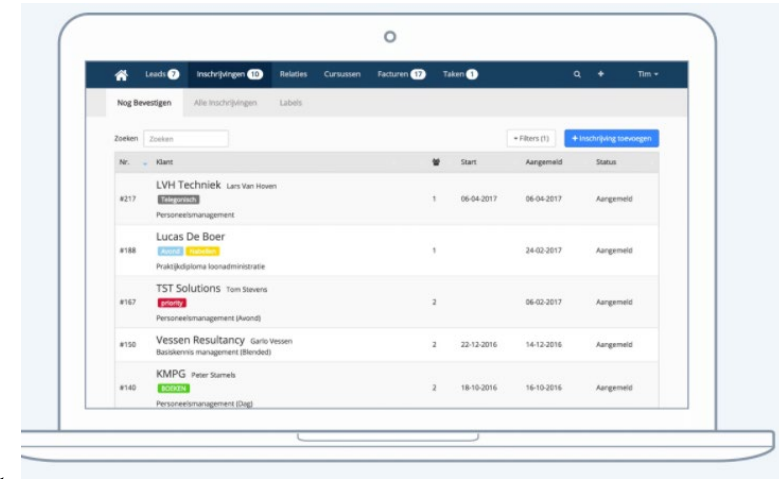 Leads 7 Inschrijvingen 10 Relaties Cursussen Facturen 17 Taken 1 Tim
Nog Bevestigen Alle Inschrijvingen Labels
Zoeken Zoeken Filters (1) + Inschrijving toevoegen
Nr. Klant Start Aangemeld Status
LVH Techniek Lars Van Hoven
#217 Telefonisch 1 06-04-2017 06-04-2017 Aangemeld
Personeelsmanagement
Lucas De Boer
#188 Avond 1 24-02-2017 Aangemeld
Praktijkdiploma loonadministratie
TST Solutions Tom Stevens
#167 priority 2 06-02-2017 Aangemeld
Personeelsmanagement (Avond)
Vessen Resultancy Garlo Vessen
#150 2 22-12-2016 14-12-2016 Aangemeld
Basiskennis management (Blended)
KMPG Peter Stamels
#140 BOEKEN 2 18-10-2016 16-10-2016 Aangemeld
Personeelsmanagement (Dag)